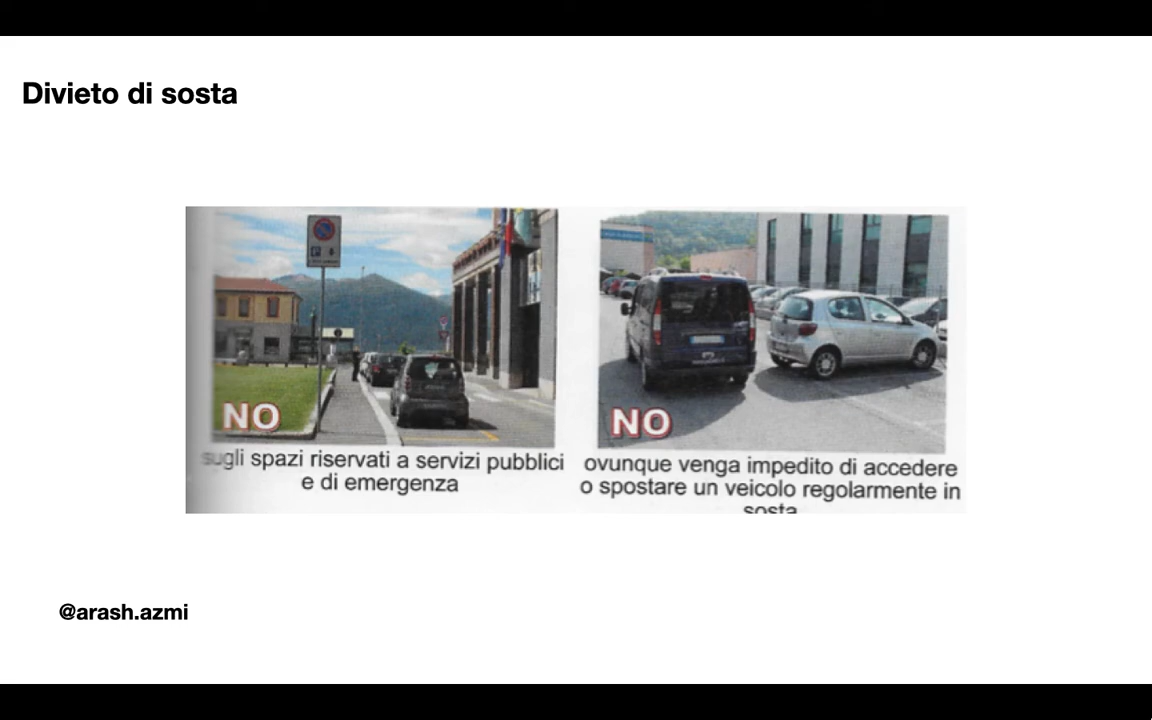 Divieto di sosta
NO
sugli spazi riservati a servizi pubblici
e di emergenza
NO
ovunque venga impedito di accedere
o spostare un veicolo regolarmente in
sosta
@arash.azmi